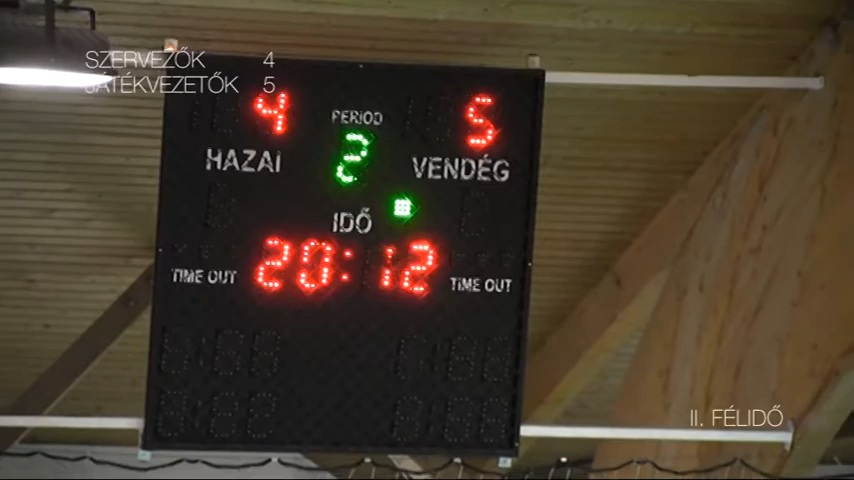 SZERVEZŐK 4
JÁTÉKVEZETŐK 5
4 PERIOD 5
HAZAI 2 VENDÉG
IDŐ
TIME OUT 20:12 TIME OUT
II. FÉLIDŐ